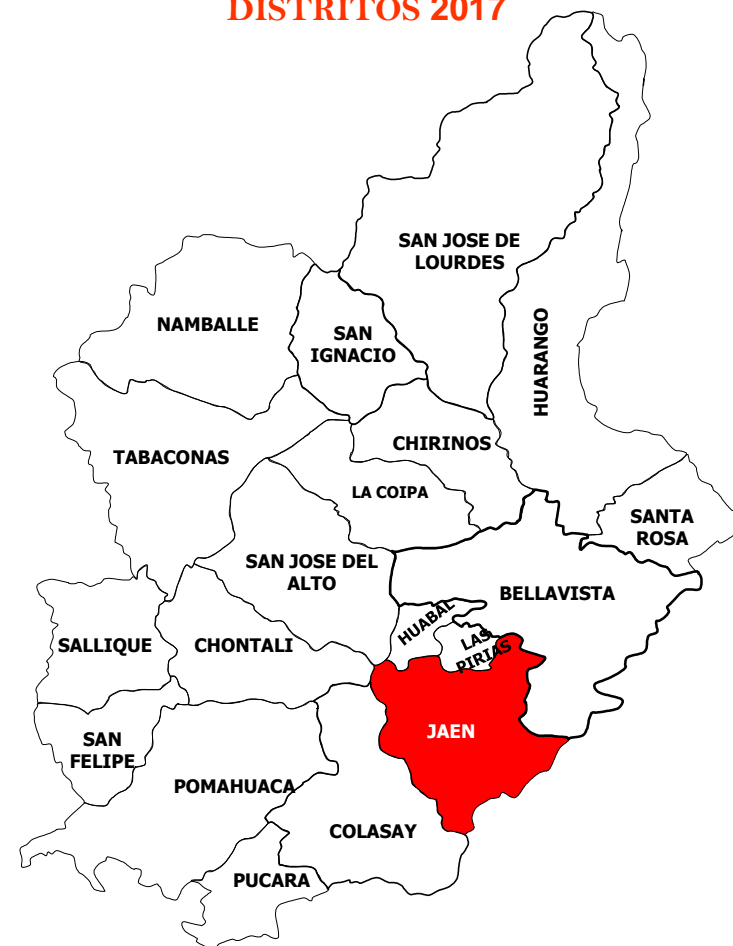 DISTRITOS 2017
SAN JOSE DE
LOURDES
NAMBALLE
SAN
IGNACIO
HUARANGO
CHIRINOS
TABACONAS
LA COIPA
SANTA
ROSA
SAN JOSE DEL
ALTO
BELLAVISTA
HUABAL
LAS
PIRIAS
SALLIQUE
CHONTALI
JAEN
SAN
FELIPE
POMAHUACA
COLASAY
PUCARA